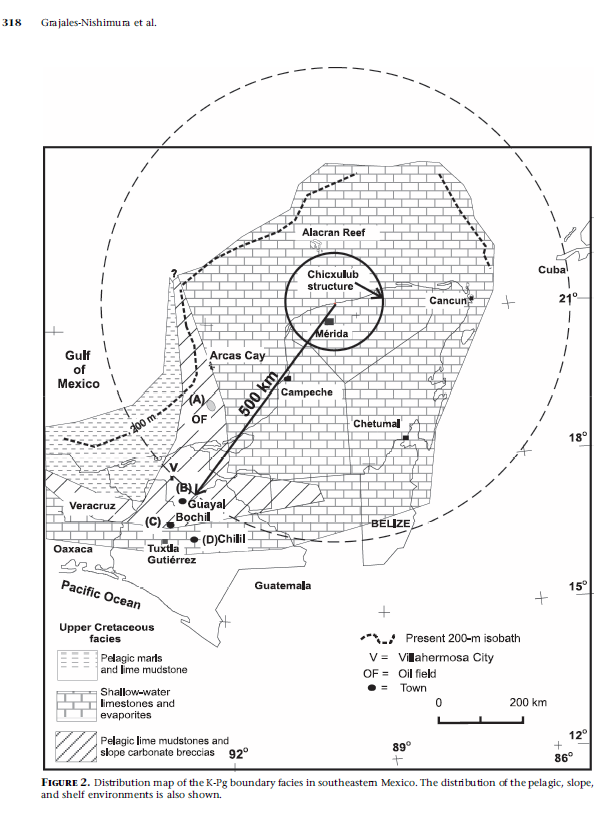 318 Grajales-Nishimura et al.
Alacran Reef
Chicxulub
structure
Cuba
?
21°
Cancun
Mérida
Gulf
of
Mexico
Arcas Cay
500 km
Campeche
(A)
OF
200 m
Chetumal
18°
V
(B)
Guayal
Veracruz
Bochil
(C)
BELIZE
(D)Chilil
Oaxaca
Tuxtla
Gutiérrez
Pacific Ocean
Guatemala
15°
Upper Cretaceous
facies
Pelagic marls
and lime mudstone
Shallow-water
limestones and
evaporites
Pelagic lime mudstones and
slope carbonate breccias
Present 200-m isobath
V = Villahermosa City
OF = Oil field
= Town
0 200 km
12°
92°
89°
86°
FIGURE 2. Distribution map of the K-Pg boundary facies in southeastern Mexico. The distribution of the pelagic, slope,
and shelf environments is also shown.